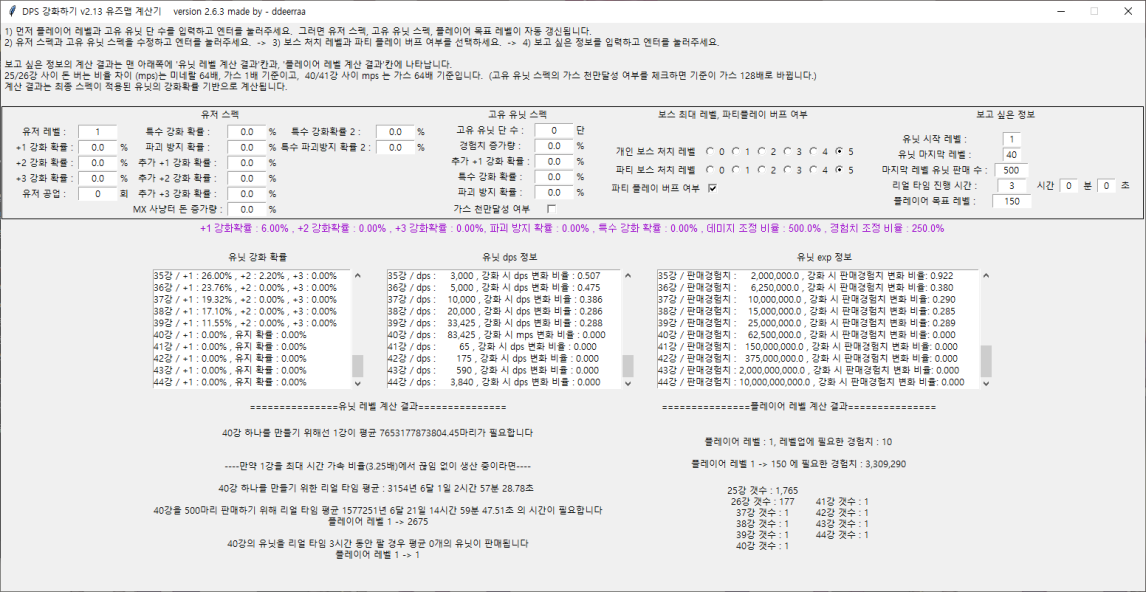 DPS 강화하기 v2.13 유즈맵 계산기 version 2.6.3 made by - ddeerraa
1) 먼저 플레이어 레벨과 고유 유닛 단 수를 입력하고 엔터를 눌러주세요. 그러면 유저 스펙, 고유 유닛 스펙, 플레이어 목표 레벨이 자동 갱신됩니다.
2) 유저 스펙과 고유 유닛 스펙을 수정하고 엔터를 눌러주세요. -> 3) 보스 처치 레벨과 파티 플레이 버프 여부를 선택하세요. -> 4) 보고 싶은 정보를 입력하고 엔터를 눌러주세요.
보고 싶은 정보의 계산 결과는 맨 아래쪽에 '유닛 레벨 계산 결과'칸과, '플레이어 레벨 계산 결과'칸에 나타납니다.
25/26강 사이 돈 버는 비율 차이 (mps)는 미네랄 64배, 가스 1배 기준이고, 40/41강 사이 mps 는 가스 64배 기준입니다. (고유 유닛 스펙의 가스 천만달성 여부를 체크하면 기준이 가스 128배로 바뀝니다.)
계산 결과는 최종 스펙이 적용된 유닛의 강화확률 기반으로 계산됩니다.
유저 스펙
유저 레벨 : 1 특수 강화 확률 : 0.0 % 특수 강화확률 2 : 0.0 %
+1 강화 확률 : 0.0 % 파괴 방지 확률 : 0.0 % 특수 파괴방지 확률 2 : 0.0 %
+2 강화 확률 : 0.0 % 추가 +1 강화 확률 : 0.0 %
+3 강화 확률 : 0.0 % 추가 +2 강화 확률 : 0.0 %
유저 공업 : 0 회 추가 +3 강화 확률 : 0.0 %
MX 사냥터 돈 증가량 : 0.0 %
고유 유닛 스펙
고유 유닛 단 수 : 0 단
경험치 증가량 : 0.0 %
추가 +1 강화 확률 : 0.0 %
특수 강화 확률 : 0.0 %
파괴 방지 확률 : 0.0 %
가스 천만달성 여부
보스 최대 레벨, 파티플레이 버프 여부
개인 보스 처치 레벨 0 1 2 3 4 5
파티 보스 처치 레벨 0 1 2 3 4 5
파티 플레이 버프 여부
보고 싶은 정보
유닛 시작 레벨 : 1
유닛 마지막 레벨 : 40
마지막 레벨 유닛 판매 수 : 500
리얼 타임 진행 시간 : 3 시간 0 분 0 초
플레이어 목표 레벨 : 150
+1 강화확률 : 6.00% , +2 강화확률 : 0.00% , +3 강화확률 : 0.00%, 파괴 방지 확률 : 0.00% , 특수 강화 확률 : 0.00% , 데미지 조정 비율 : 500.0% , 경험치 조정 비율 : 250.0%
유닛 강화 확률
35강 / +1 : 26.00% , +2 : 2.20% , +3 : 0.00%
36강 / +1 : 23.76% , +2 : 0.00% , +3 : 0.00%
37강 / +1 : 19.32% , +2 : 0.00% , +3 : 0.00%
38강 / +1 : 17.10% , +2 : 0.00% , +3 : 0.00%
39강 / +1 : 11.55% , +2 : 0.00% , +3 : 0.00%
40강 / +1 : 0.00% , 유지 확률 : 0.00%
41강 / +1 : 0.00% , 유지 확률 : 0.00%
42강 / +1 : 0.00% , 유지 확률 : 0.00%
43강 / +1 : 0.00% , 유지 확률 : 0.00%
44강 / +1 : 0.00% , 유지 확률 : 0.00%
유닛 dps 정보
35강 / dps : 3,000 , 강화 시 dps 변화 비율 : 0.507
36강 / dps : 5,000 , 강화 시 dps 변화 비율 : 0.475
37강 / dps : 10,000 , 강화 시 dps 변화 비율 : 0.386
38강 / dps : 20,000 , 강화 시 dps 변화 비율 : 0.286
39강 / dps : 33,425 , 강화 시 dps 변화 비율 : 0.288
40강 / dps : 83,425 , 강화 시 mps 변화 비율 : 0.000
41강 / dps : 65 , 강화 시 dps 변화 비율 : 0.000
42강 / dps : 175 , 강화 시 dps 변화 비율 : 0.000
43강 / dps : 590 , 강화 시 dps 변화 비율 : 0.000
44강 / dps : 3,840 , 강화 시 dps 변화 비율 : 0.000
유닛 exp 정보
35강 / 판매경험치 : 2,000,000.0 , 강화 시 판매경험치 변화 비율: 0.922
36강 / 판매경험치 : 6,250,000.0 , 강화 시 판매경험치 변화 비율: 0.380
37강 / 판매경험치 : 10,000,000.0 , 강화 시 판매경험치 변화 비율: 0.290
38강 / 판매경험치 : 15,000,000.0 , 강화 시 판매경험치 변화 비율: 0.285
39강 / 판매경험치 : 25,000,000.0 , 강화 시 판매경험치 변화 비율: 0.289
40강 / 판매경험치 : 62,500,000.0 , 강화 시 판매경험치 변화 비율: 0.000
41강 / 판매경험치 : 150,000,000.0 , 강화 시 판매경험치 변화 비율: 0.000
42강 / 판매경험치 : 375,000,000.0 , 강화 시 판매경험치 변화 비율: 0.000
43강 / 판매경험치 : 2,000,000,000.0 , 강화 시 판매경험치 변화 비율: 0.000
44강 / 판매경험치 : 10,000,000,000.0 , 강화 시 판매경험치 변화 비율: 0.000
===============유닛 레벨 계산 결과===============
40강 하나를 만들기 위해선 1강이 평균 7653177873804.45마리가 필요합니다
----만약 1강을 최대 시간 가속 비율(3.25배)에서 끊임 없이 생산 중이라면----
40강 하나를 만들기 위한 리얼 타임 평균 : 3154년 6달 1일 2시간 57분 28.78초
40강을 500마리 판매하기 위해 리얼 타임 평균 1577251년 6달 21일 14시간 59분 47.51초 의 시간이 필요합니다
플레이어 레벨 1 -> 2675
40강의 유닛을 리얼 타임 3시간 동안 팔 경우 평균 0개의 유닛이 판매됩니다
플레이어 레벨 1 -> 1
===============플레이어 레벨 계산 결과===============
플레이어 레벨 : 1, 레벨업에 필요한 경험치 : 10
플레이어 레벨 1 -> 150 에 필요한 경험치 : 3,309,290
25강 갯수 : 1,765
26강 갯수 : 177 41강 갯수 : 1
37강 갯수 : 1 42강 갯수 : 1
38강 갯수 : 1 43강 갯수 : 1
39강 갯수 : 1 44강 갯수 : 1
40강 갯수 : 1